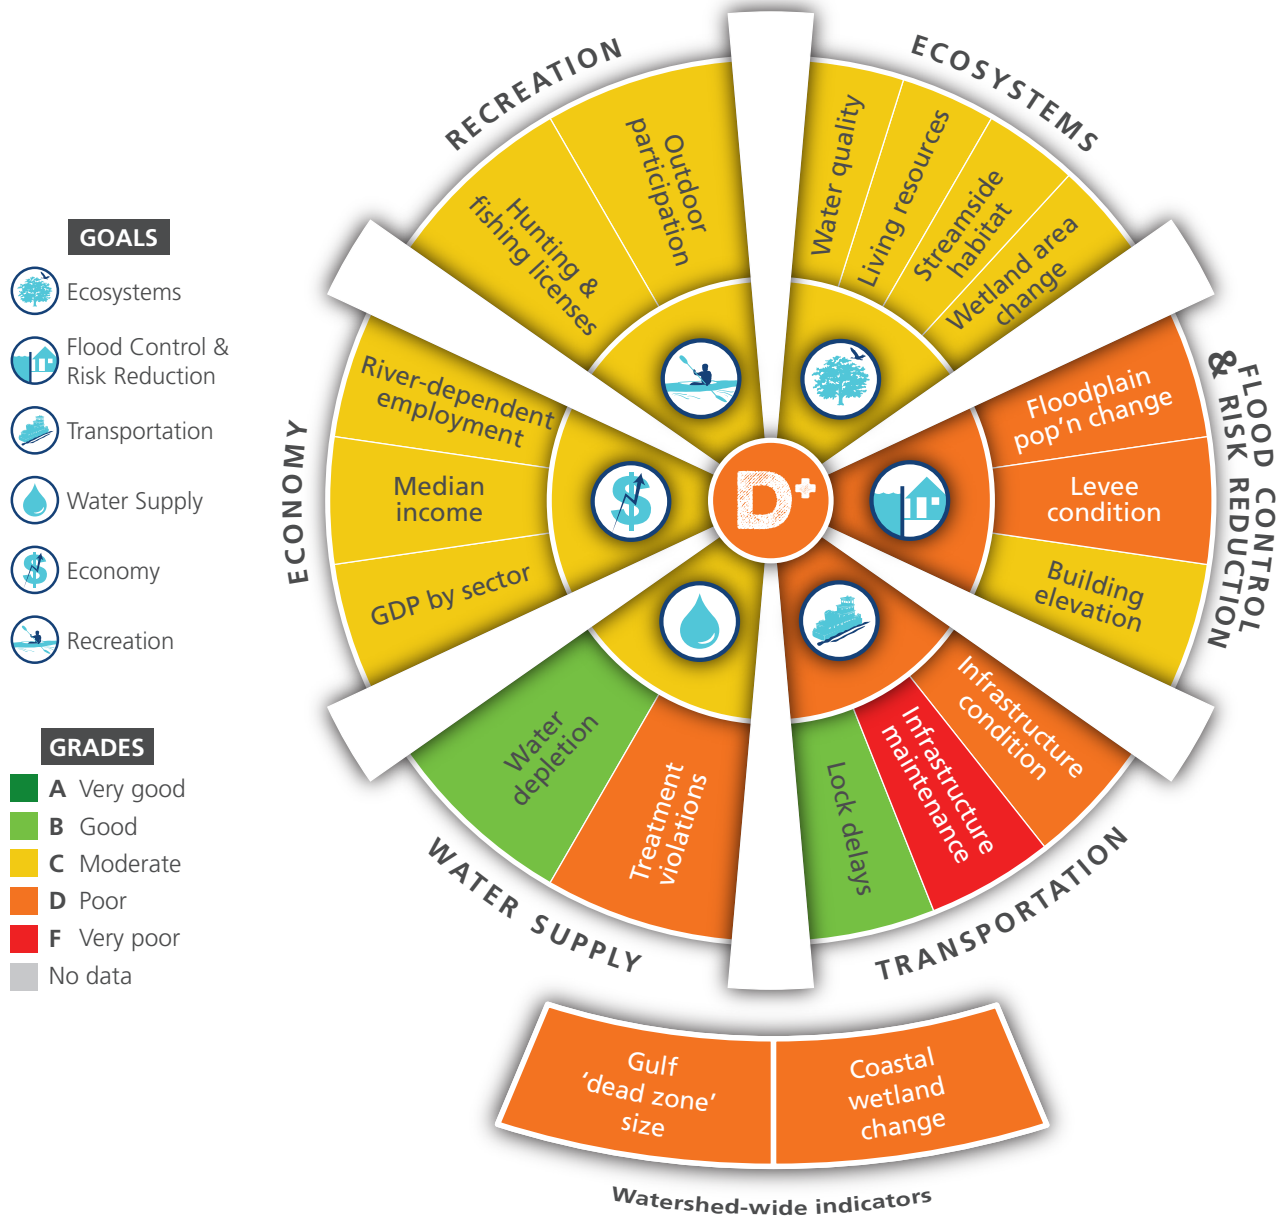 GOALS
Ecosystems
Flood Control &
Risk Reduction
Transportation
Water Supply
Economy
Recreation
GRADES
A Very good
B Good
C Moderate
D Poor
F Very poor
No data
RECREATION
Hunting &
fishing licenses
Outdoor
participation
ECOSYSTEMS
Water quality
Living resources
Streamside
habitat
Wetland area
change
FLOOD CONTROL
& RISK REDUCTION
Floodplain
pop'n change
Levee
condition
Building
elevation
TRANSPORTATION
Infrastructure
condition
Infrastructure
maintenance
Lock delays
WATER SUPPLY
Treatment
violations
Water
depletion
ECONOMY
GDP by sector
Median
income
River-dependent
employment
$
D+
Gulf
'dead zone'
size
Coastal
wetland
change
Watershed-wide indicators